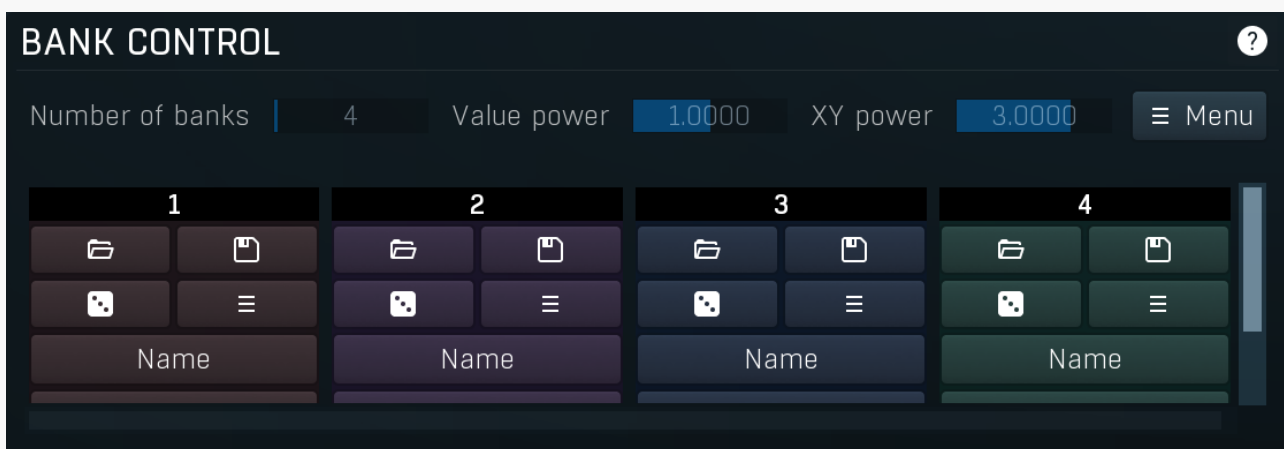 BANK CONTROL ?
Number of banks 4 Value power 1.0000 XY power 3.0000 Menu
1 2 3 4
Name Name Name Name